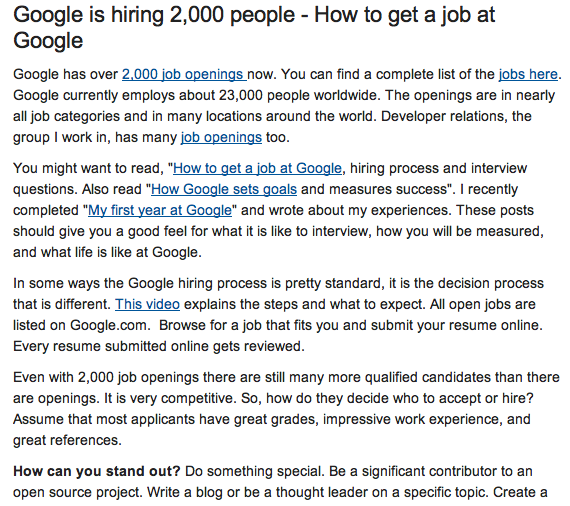 Google is hiring 2,000 people - How to get a job at
Google
Google has over 2,000 job openings now. You can find a complete list of the jobs here.
Google currently employs about 23,000 people worldwide. The openings are in nearly
all job categories and in many locations around the world. Developer relations, the
group I work in, has many job openings too.
You might want to read, "How to get a job at Google, hiring process and interview
questions. Also read "How Google sets goals and measures success". I recently
completed "My first year at Google" and wrote about my experiences. These posts
should give you a good feel for what it is like to interview, how you will be measured,
and what life is like at Google.
In some ways the Google hiring process is pretty standard, it is the decision process
that is different. This video explains the steps and what to expect. All open jobs are
listed on Google.com.  Browse for a job that fits you and submit your resume online.
Every resume submitted online gets reviewed.
Even with 2,000 job openings there are still many more qualified candidates than there
are openings. It is very competitive. So, how do they decide who to accept or hire?
Assume that most applicants have great grades, impressive work experience, and
great references.
How can you stand out? Do something special. Be a significant contributor to an
open source project. Write a blog or be a thought leader on a specific topic. Create a